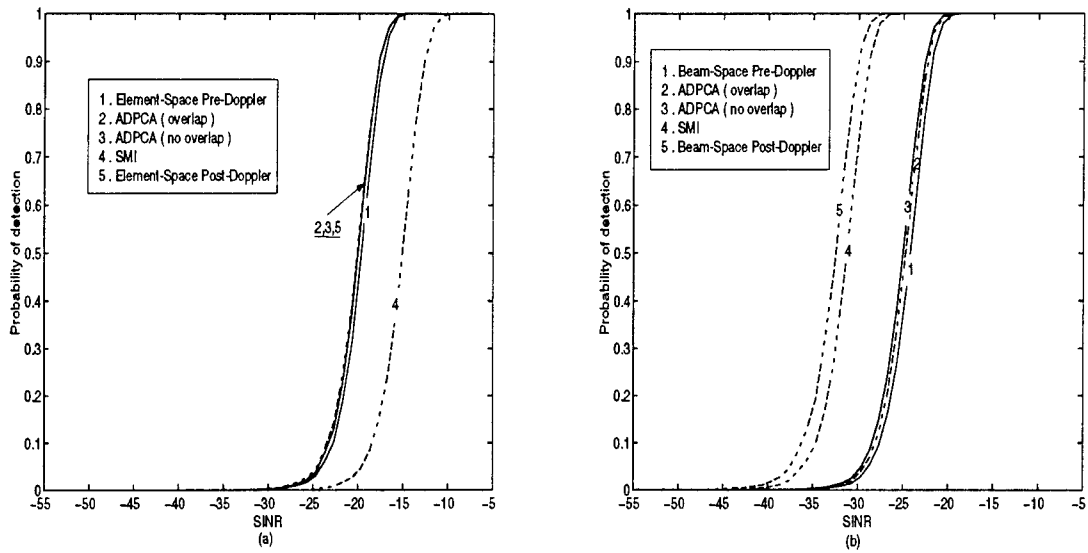 1
0.9
0.8
0.7
0.6
0.5
0.4
0.3
0.2
0.1
0
Probability of detection
1 . Element-Space Pre-Doppler
2 . ADPCA ( overlap )
3 . ADPCA ( no overlap )
4 . SMI
5 . Element-Space Post-Doppler
2,3,5
1
4
-55 -50 -45 -40 -35 -30 -25 -20 -15 -10 -5
SINR
(a)
1
0.9
0.8
0.7
0.6
0.5
0.4
0.3
0.2
0.1
0
Probability of detection
1 . Beam-Space Pre-Doppler
2 . ADPCA ( overlap )
3 . ADPCA ( no overlap )
4 . SMI
5 . Beam-Space Post-Doppler
2
5
3
4
1
-55 -50 -45 -40 -35 -30 -25 -20 -15 -10 -5
SINR
(b)